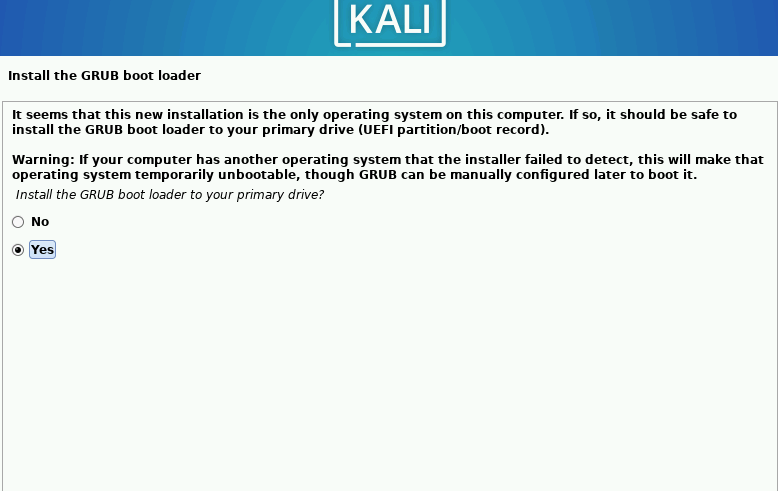 KALI
Install the GRUB boot loader
It seems that this new installation is the only operating system on this computer. If so, it should be safe to
install the GRUB boot loader to your primary drive (UEFI partition/boot record).
Warning: If your computer has another operating system that the installer failed to detect, this will make that
operating system temporarily unbootable, though GRUB can be manually configured later to boot it.
Install the GRUB boot loader to your primary drive?
No
Yes